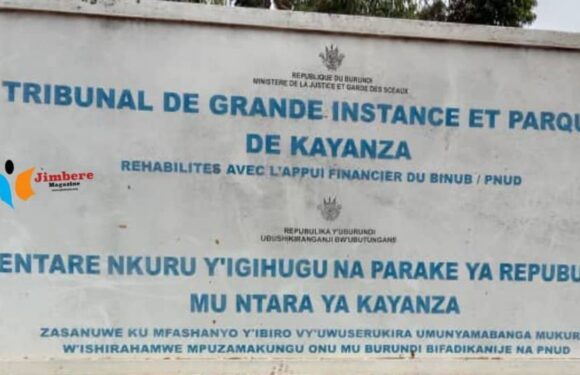 REPUBLIQUE DU BURUNDI
MINISTERE DE LA JUSTICE ET GARDE DES SCEAUX
TRIBUNAL DE GRANDE INSTANCE ET PARQU
DE KAYANZA
REHABILITES AVEC L'APPUI FINANCIER DU BINUB / PNUD
Jimbere
Magazine
REPUBULIKA Y'UBURUNDI
UBUSHIKIRANGANJI BW'UBUTUNGANE
ENTARE NKURU Y'IGIHUGU NA PARAKE YA REPUBU
MU NTARA YA KAYANZA
ZASANUWE KU MFASHANYO Y'IBIRO VY'UWUSERUKIRA UMUNYAMABANGA MUKUR
W'ISHIRAHAMWE MPUZAMAKUNGU ONU MU BURUNDI BIFADIKANIJE NA PNUD